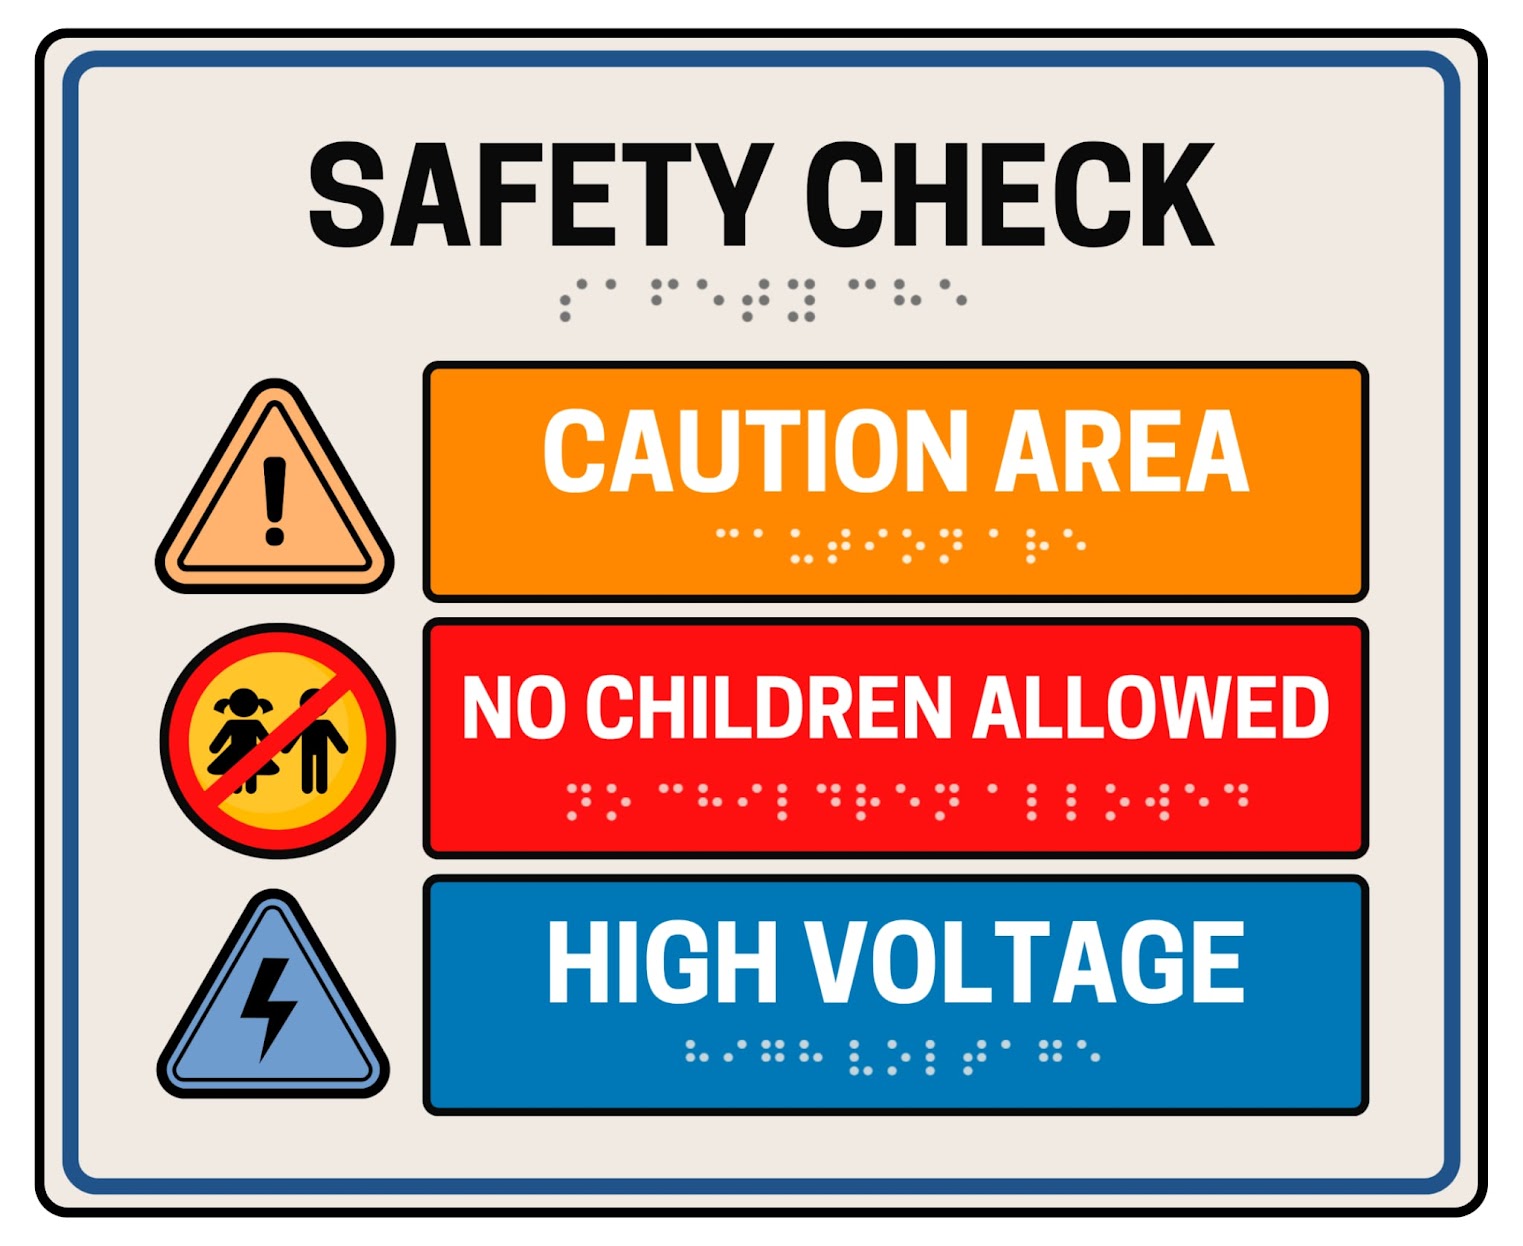 SAFETY CHECK
⠎⠁⠋⠑⠞⠽ ⠉⠓⠑
CAUTION AREA
⠉⠁⠥⠞⠊⠕⠝ ⠁⠗⠑
NO CHILDREN ALLOWED
⠝⠕ ⠉⠓⠊⠇⠙⠗⠑⠝ ⠁⠇⠇⠕⠺⠑⠙
HIGH VOLTAGE
⠓⠊⠛⠓ ⠧⠕⠇⠞⠁⠛⠑